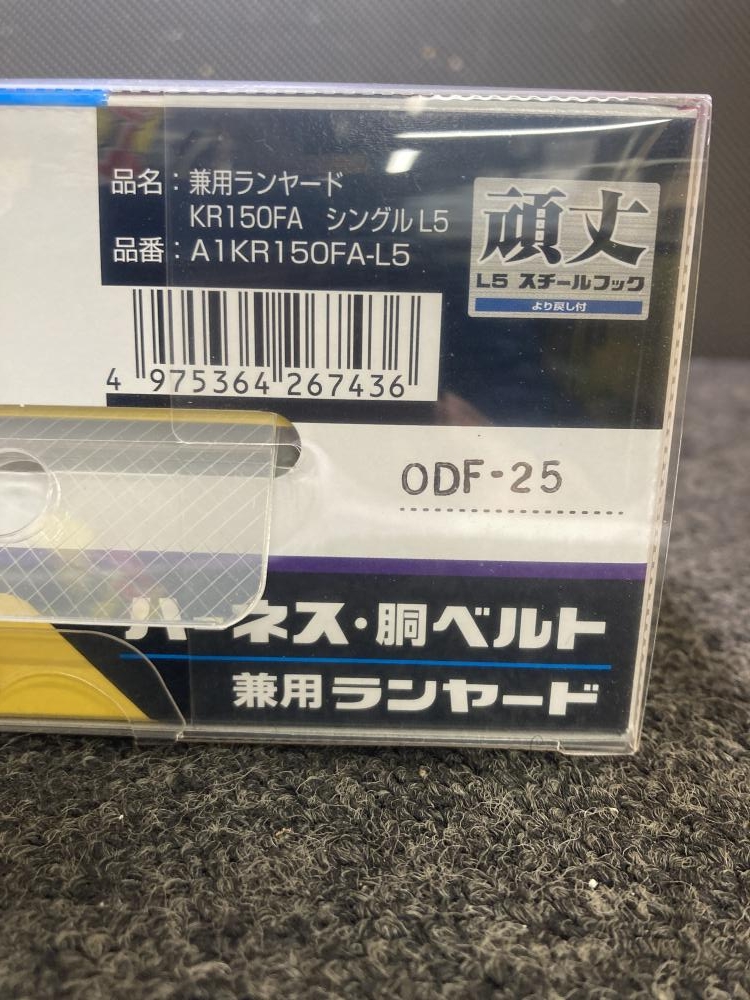 品名：兼用ランヤード
KR150FA シングル L5
品番：A1KR150FA-L5
頑丈
L5 スチールフック
より戻し付
4 975364 267436
ODF-25
ハーネス・胴ベルト
兼用ランヤード